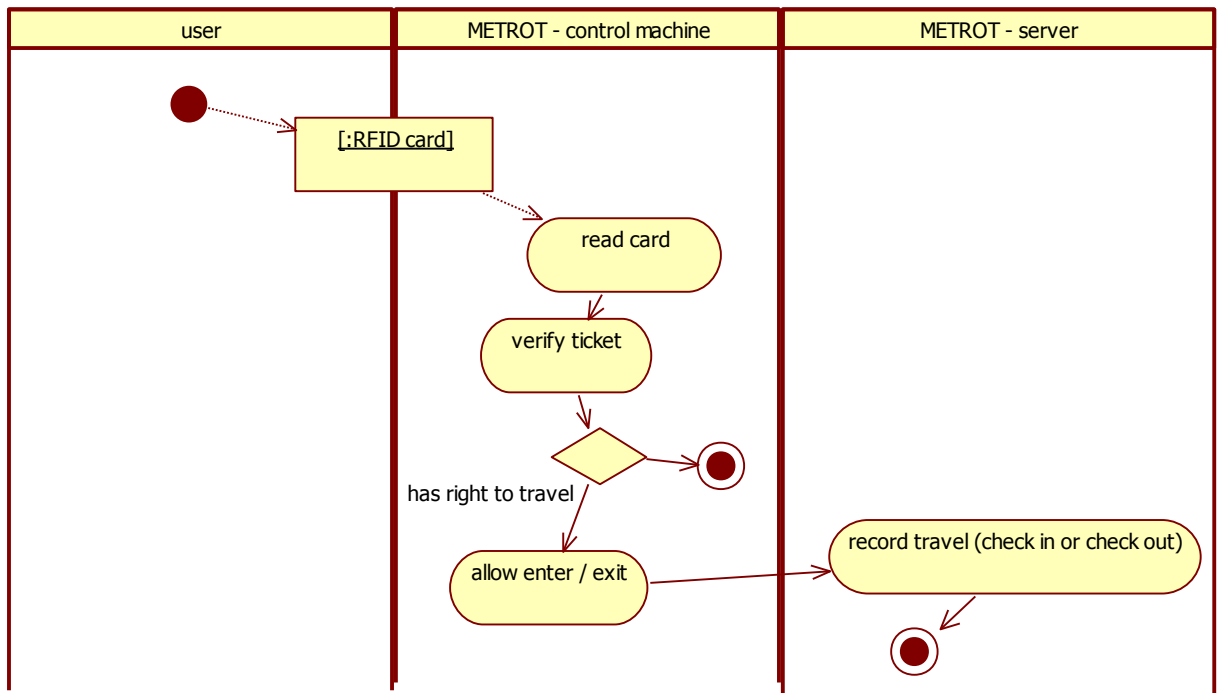 user
METROT - control machine
METROT - server
[:RFID card]
read card
verify ticket
has right to travel
record travel (check in or check out)
allow enter / exit